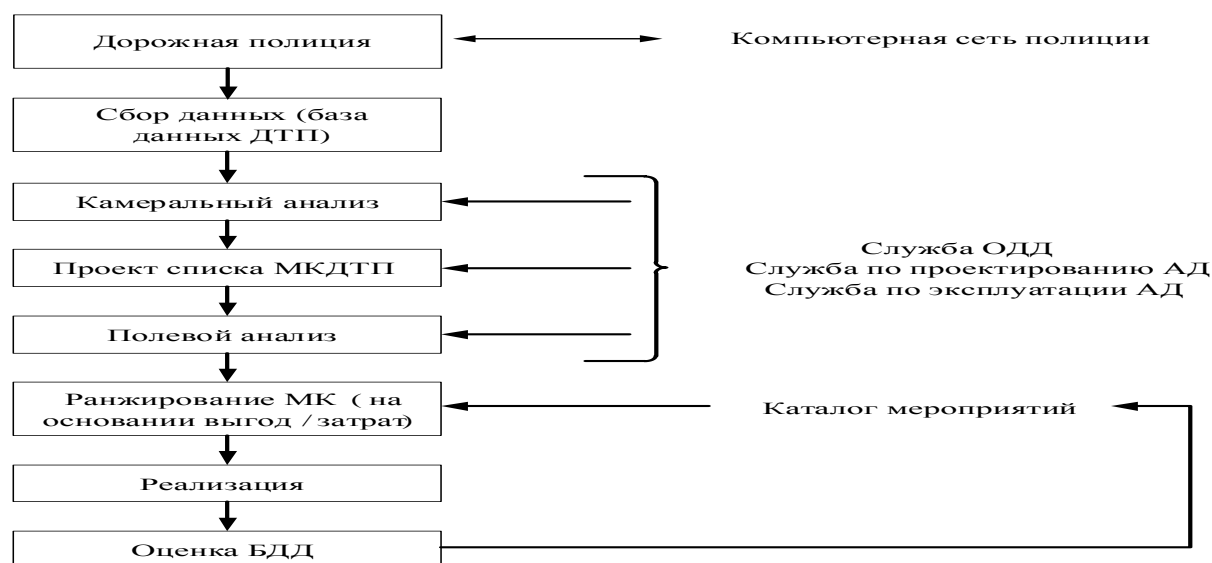 Дорожная полиция
Компьютерная сеть полиции
Сбор данных (база
данных ДТП)
Камеральный анализ
Проект списка МКДТП
Полевой анализ
Служба ОДД
Служба по проектированию АД
Служба по эксплуатации АД
Ранжирование МК ( на
основании выгод / затрат)
Каталог мероприятий
Реализация
Оценка БДД